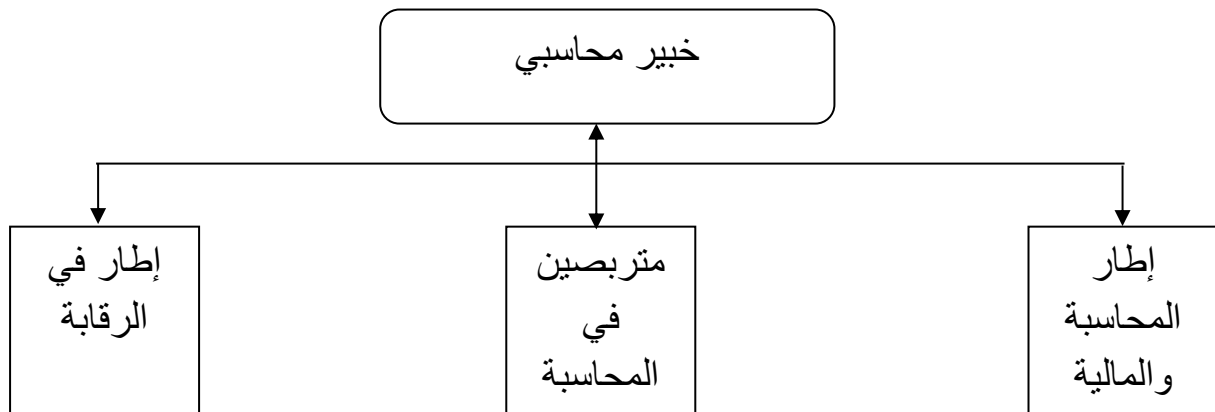 خبير محاسبي
إطار
المحاسبة
والمالية
متربصين
في
المحاسبة
إطار في
الرقابة